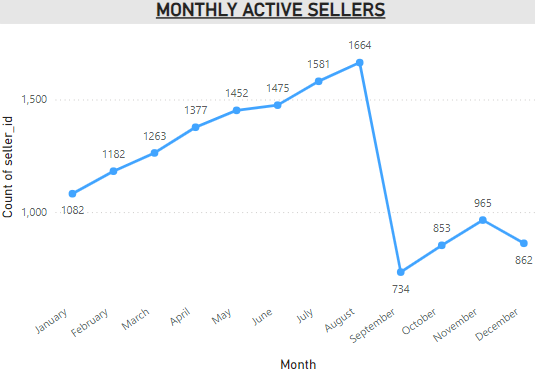 MONTHLY ACTIVE SELLERS
1664
1581
1475
1452
1377
1263
1182
1082
965
853
862
734
1,500
1,000
Count of seller_id
January
February
March
April
May
June
July
August
September
October
November
December
Month